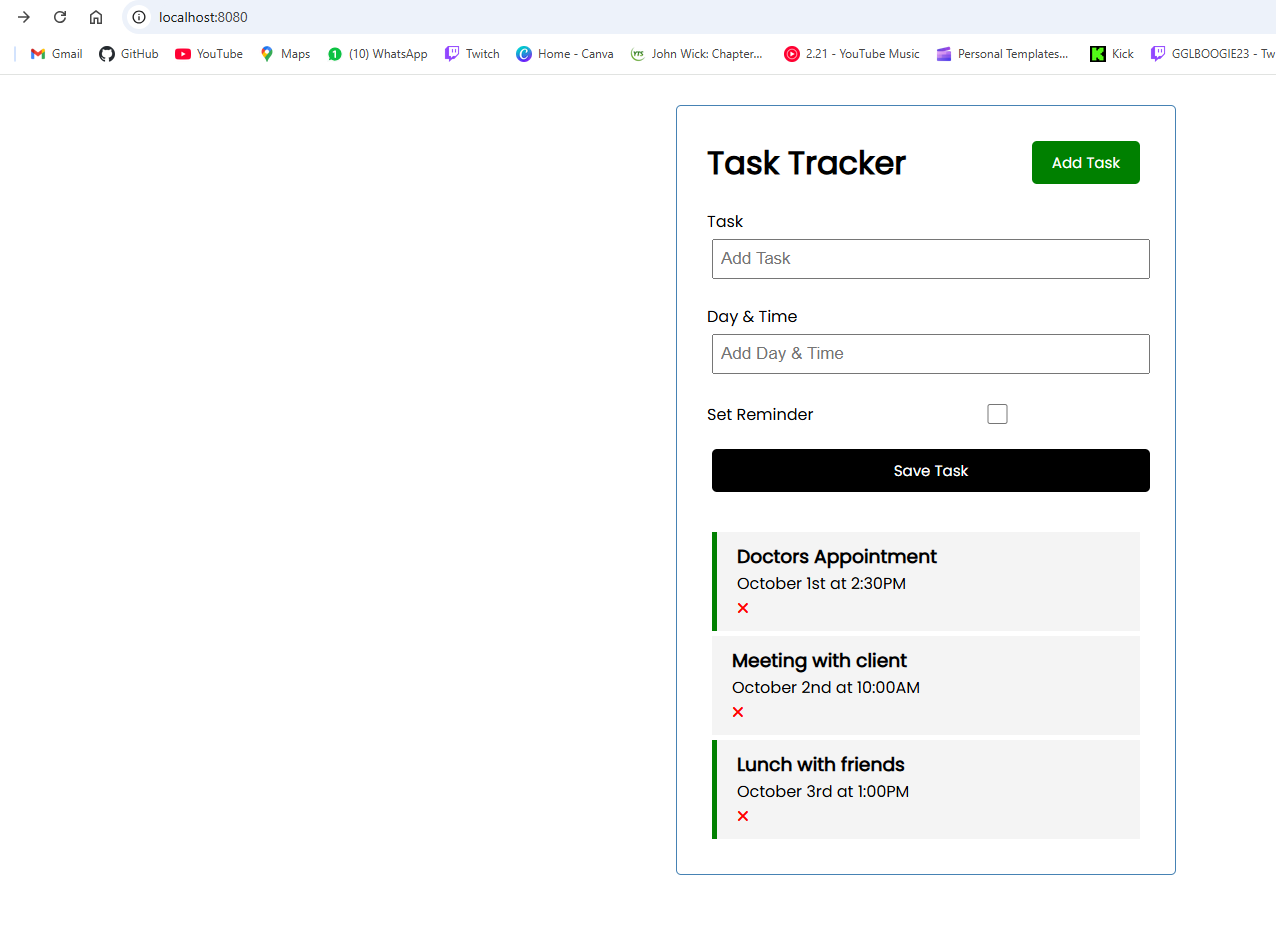 localhost:8080
Gmail GitHub YouTube Maps (10) WhatsApp Twitch Home - Canva John Wick: Chapter... 2.21 - YouTube Music Personal Templates... Kick GGLBOOGIE23 - Tw
Task Tracker
Add Task
Task
Add Task
Day & Time
Add Day & Time
Set Reminder
Save Task
Doctors Appointment
October 1st at 2:30PM
Meeting with client
October 2nd at 10:00AM
Lunch with friends
October 3rd at 1:00PM